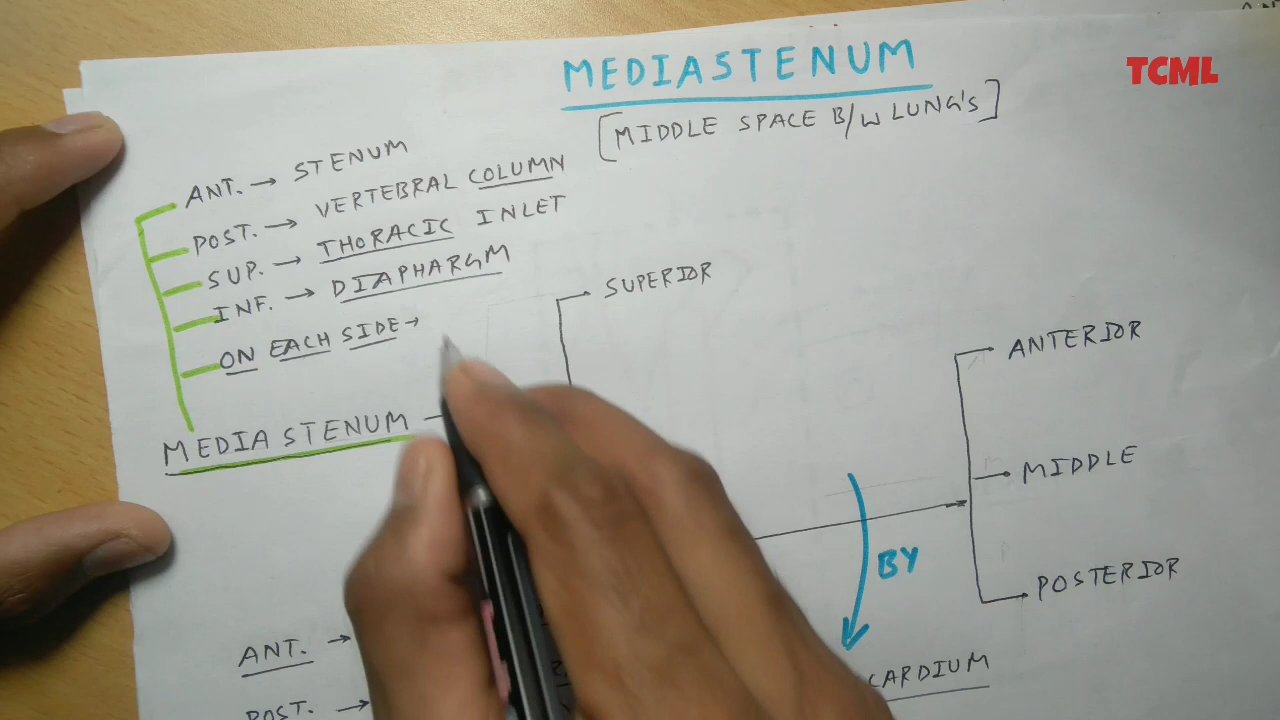 MEDIASTENUM
TCML
[MIDDLE SPACE B/W LUNG'S]
ANT. → STENUM
POST. → VERTEBRAL COLUMN
SUP. → THORACIC INLET
INF. → DIAPHARGM
ON EACH SIDE →
MEDIASTENUM
SUPERIOR
ANTERIOR
MIDDLE
POSTERIOR
BY
CARDIUM
ANT. →
POST. →